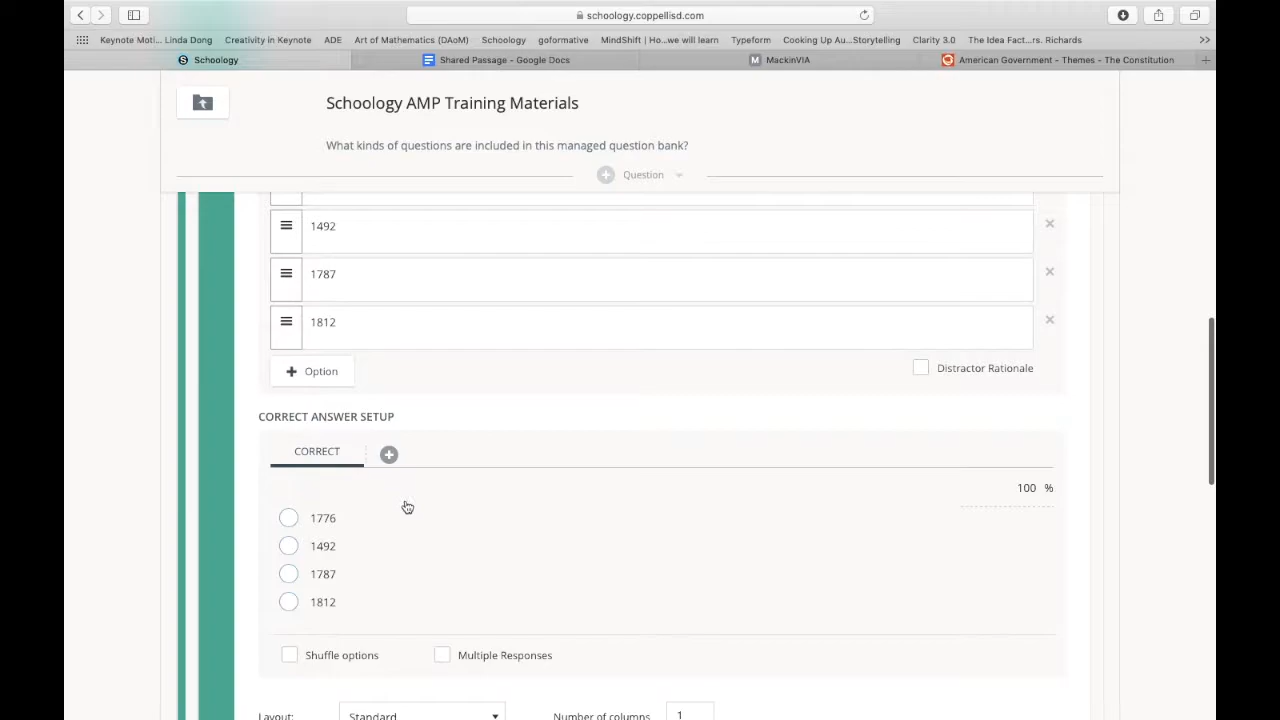 schoology.coppellisd.com
Keynote Moti... Linda Dong Creativity in Keynote ADE Art of Mathematics (DAoM) Schoology goformative MindShift | Ho...we will learn Typeform Cooking Up Au...Storytelling Clarity 3.0 The Idea Fact...rs. Richards
Schoology Shared Passage - Google Docs MackinVIA American Government - Themes - The Constitution
Schoology AMP Training Materials
What kinds of questions are included in this managed question bank?
Question
1492
1787
1812
Option
Distractor Rationale
CORRECT ANSWER SETUP
CORRECT
100 %
1776
1492
1787
1812
Shuffle options Multiple Responses
Layout: Standard Number of columns 1